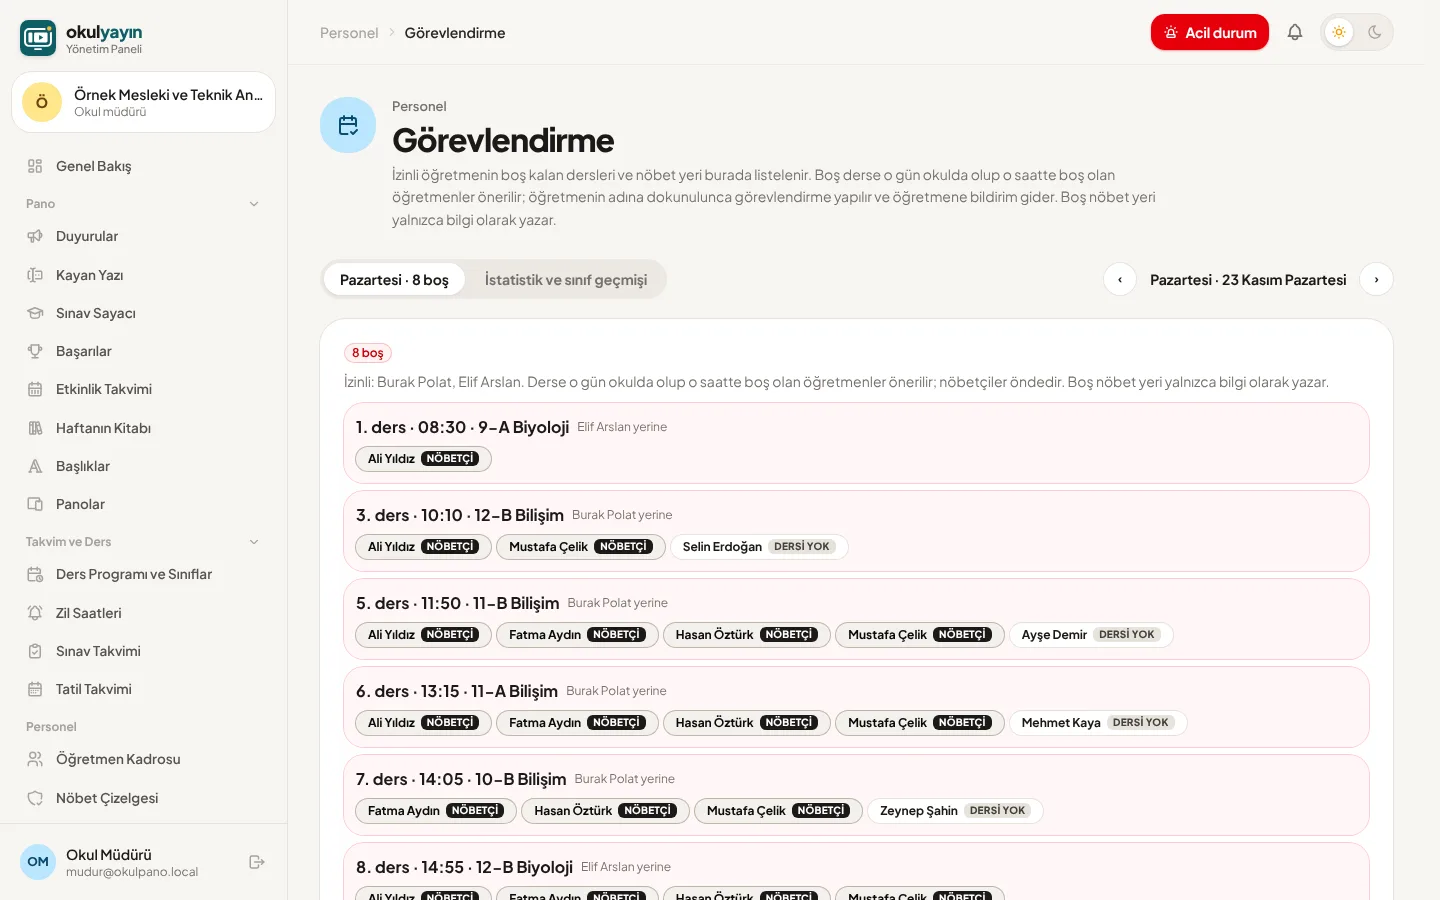 okulyayın
Yönetim Paneli
Ö
Örnek Mesleki ve Teknik An...
Okul müdürü
Genel Bakış
Pano
Duyurular
Kayan Yazı
Sınav Sayacı
Başarılar
Etkinlik Takvimi
Haftanın Kitabı
Başlıklar
Panolar
Takvim ve Ders
Ders Programı ve Sınıflar
Zil Saatleri
Sınav Takvimi
Tatil Takvimi
Personel
Öğretmen Kadrosu
Nöbet Çizelgesi
OM
Okul Müdürü
mudur@okulpano.local
Personel > Görevlendirme
Acil durum
Personel
Görevlendirme
İzinli öğretmenin boş kalan dersleri ve nöbet yeri burada listelenir. Boş derse o gün okulda olup o saatte boş olan
öğretmenler önerilir; öğretmenin adına dokunulunca görevlendirme yapılır ve öğretmene bildirim gider. Boş nöbet yeri
yalnızca bilgi olarak yazar.
Pazartesi · 8 boş
İstatistik ve sınıf geçmişi
‹ Pazartesi · 23 Kasım Pazartesi ›
8 boş
İzinli: Burak Polat, Elif Arslan. Derse o gün okulda olup o saatte boş olan öğretmenler önerilir; nöbetçiler öndedir. Boş nöbet yeri yalnızca bilgi olarak yazar.
1. ders · 08:30 · 9-A Biyoloji Elif Arslan yerine
Ali Yıldız NÖBETÇİ
3. ders · 10:10 · 12-B Bilişim Burak Polat yerine
Ali Yıldız NÖBETÇİ Mustafa Çelik NÖBETÇİ Selin Erdoğan DERSİ YOK
5. ders · 11:50 · 11-B Bilişim Burak Polat yerine
Ali Yıldız NÖBETÇİ Fatma Aydın NÖBETÇİ Hasan Öztürk NÖBETÇİ Mustafa Çelik NÖBETÇİ Ayşe Demir DERSİ YOK
6. ders · 13:15 · 11-A Bilişim Burak Polat yerine
Ali Yıldız NÖBETÇİ Fatma Aydın NÖBETÇİ Hasan Öztürk NÖBETÇİ Mustafa Çelik NÖBETÇİ Mehmet Kaya DERSİ YOK
7. ders · 14:05 · 10-B Bilişim Burak Polat yerine
Fatma Aydın NÖBETÇİ Hasan Öztürk NÖBETÇİ Mustafa Çelik NÖBETÇİ Zeynep Şahin DERSİ YOK
8. ders · 14:55 · 12-B Biyoloji Elif Arslan yerine
Ali Yıldız NÖBETÇİ Fatma Aydın NÖBETÇİ Hasan Öztürk NÖBETÇİ Mustafa Çelik NÖBETÇİ